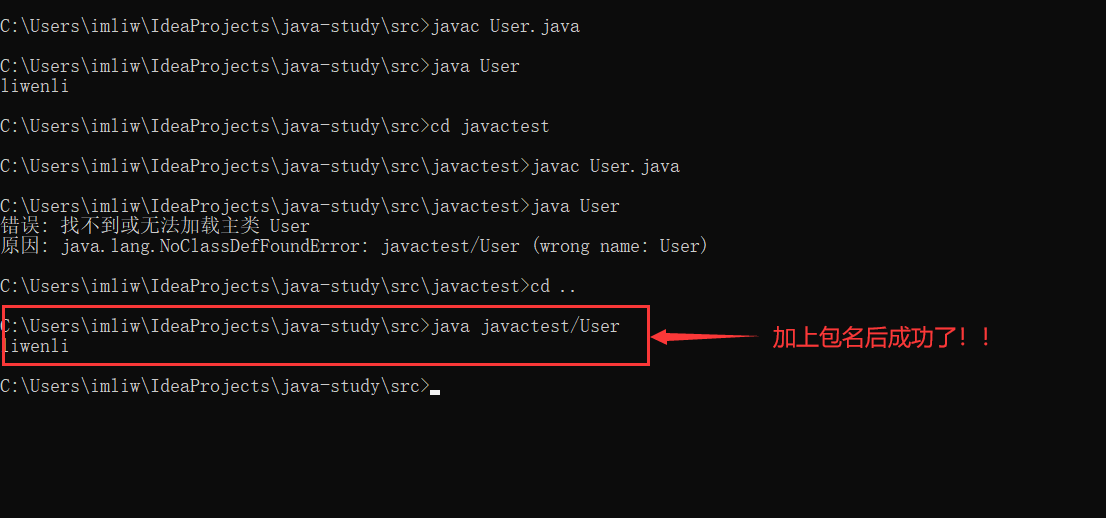 C:\Users\imliw\IdeaProjects\java-study\src>javac User.java
C:\Users\imliw\IdeaProjects\java-study\src>java User
liwenli
C:\Users\imliw\IdeaProjects\java-study\src>cd javactest
C:\Users\imliw\IdeaProjects\java-study\src\javactest>javac User.java
C:\Users\imliw\IdeaProjects\java-study\src\javactest>java User
错误: 找不到或无法加载主类 User
原因: java.lang.NoClassDefFoundError: javactest/User (wrong name: User)
C:\Users\imliw\IdeaProjects\java-study\src\javactest>cd ..
C:\Users\imliw\IdeaProjects\java-study\src>java javactest/User
liwenli
加上包名后成功了！！
C:\Users\imliw\IdeaProjects\java-study\src>